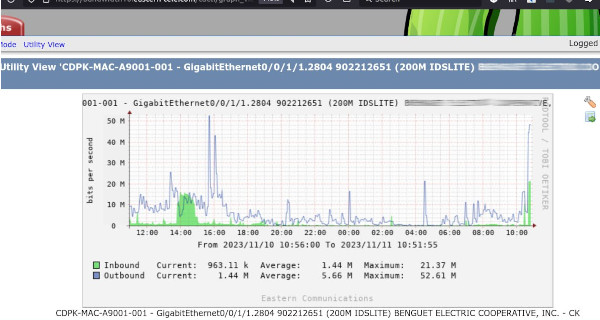 Search
hs
Mode Utility View
Logged
Utility View 'CDPK-MAC-A9001-001 - GigabitEthernet0/0/1/1.2804 902212651 (200M IDSLITE)
001-001 - GigabitEthernet0/0/1/1.2804 902212651 (200M IDSLITE)
RRDTOOL / TOBI OETIKER
bits per second
50 M
40 M
30 M
20 M
10 M
0
12:00 14:00 16:00 18:00 20:00 22:00 00:00 02:00 04:00 06:00 08:00 10:00
From 2023/11/10 10:56:00 To 2023/11/11 10:51:55
Inbound Current: 963.11 k Average: 1.44 M Maximum: 21.37 M
Outbound Current: 1.44 M Average: 5.66 M Maximum: 52.61 M
Eastern Communications
CDPK-MAC-A9001-001 - GigabitEthernet0/0/1/1.2804 902212651 (200M IDSLITE) BENGUET ELECTRIC COOPERATIVE, INC. - CK